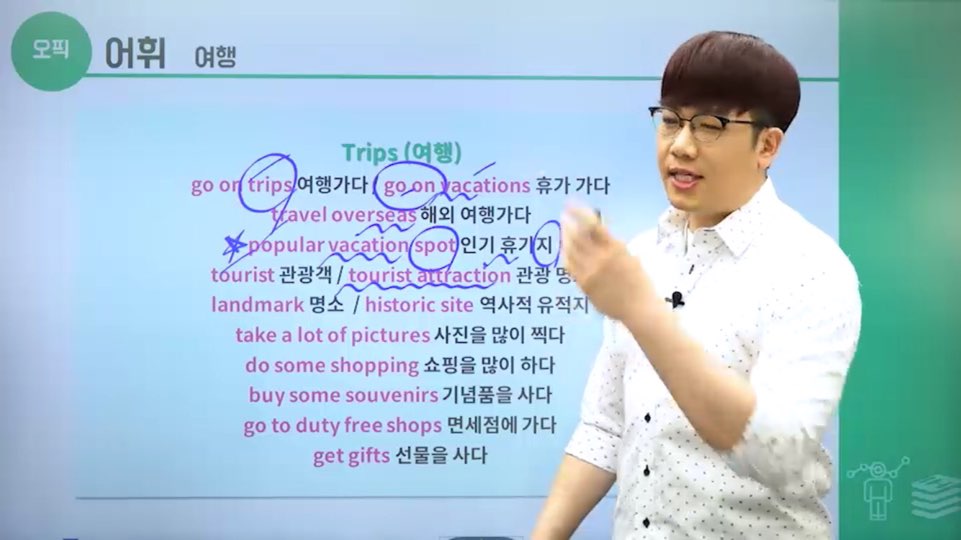 오픽
어휘 여행
Trips (여행)
go on trips 여행가다, go on vacations 휴가 가다
travel overseas 해외 여행가다
popular vacation spot 인기 휴가지
tourist 관광객 / tourist attraction 관광 명
landmark 명소 / historic site 역사적 유적지
take a lot of pictures 사진을 많이 찍다
do some shopping 쇼핑을 많이 하다
buy some souvenirs 기념품을 사다
go to duty free shops 면세점에 가다
get gifts 선물을 사다